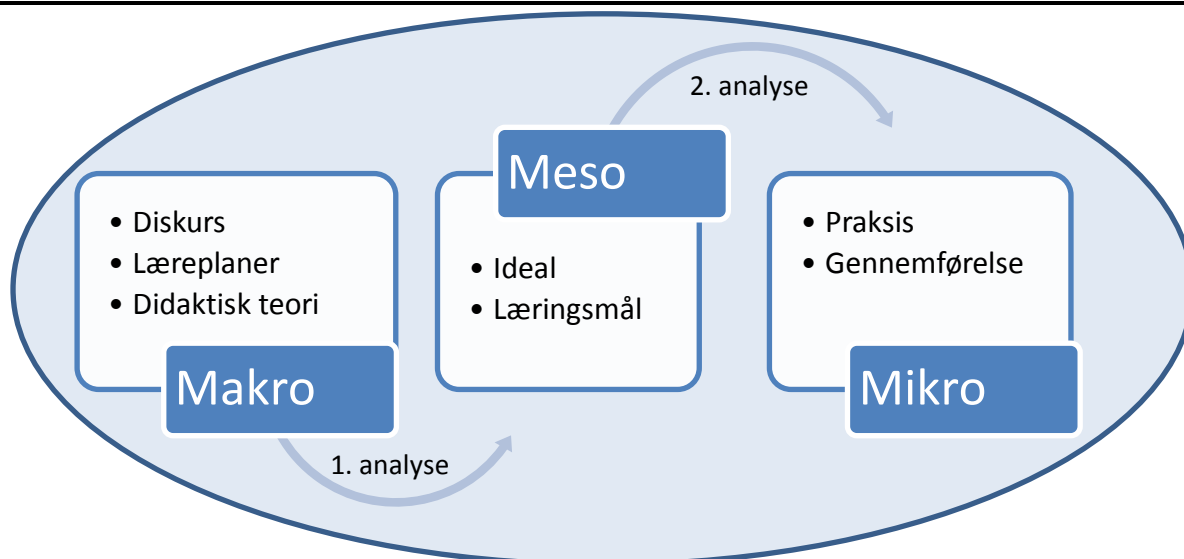 • Diskurs
• Læreplaner
• Didaktisk teori
Makro
1. analyse
Meso
• Ideal
• Læringsmål
2. analyse
• Praksis
• Gennemførelse
Mikro